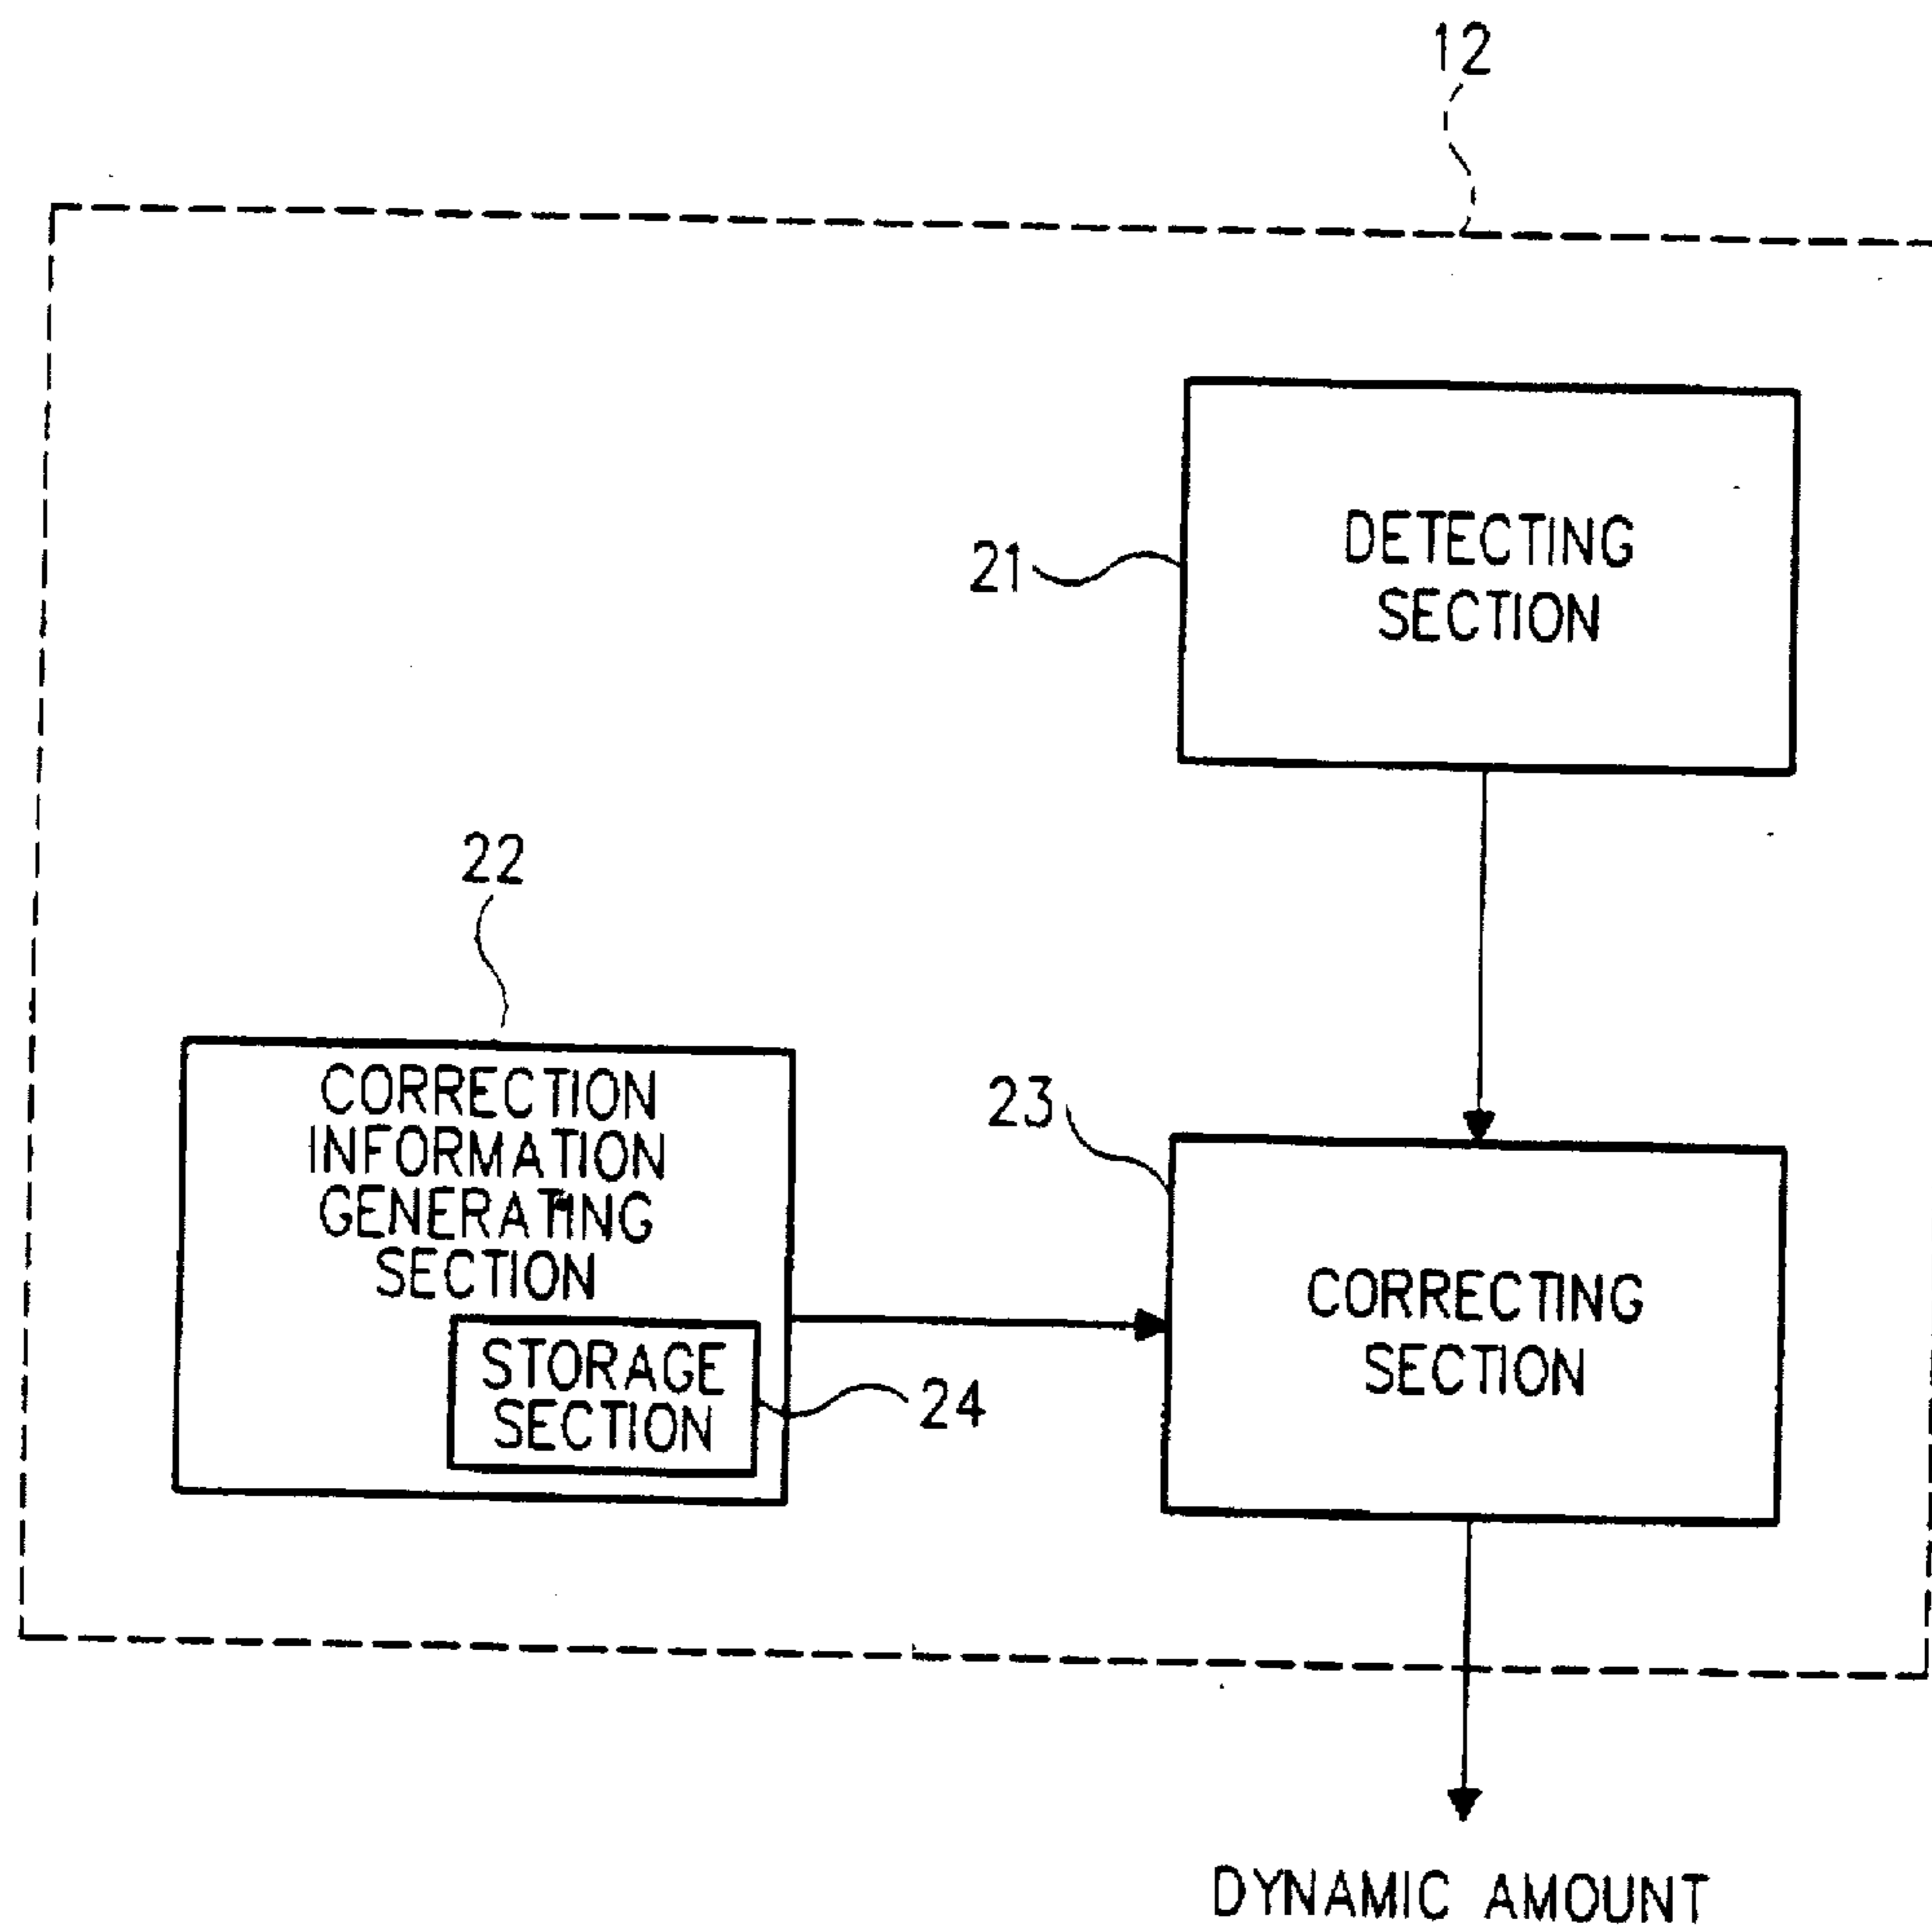 12
21
DETECTING
SECTION
22
CORRECTION
INFORMATION
GENERATING
SECTION
23
CORRECTING
SECTION
STORAGE
SECTION
24
DYNAMIC AMOUNT